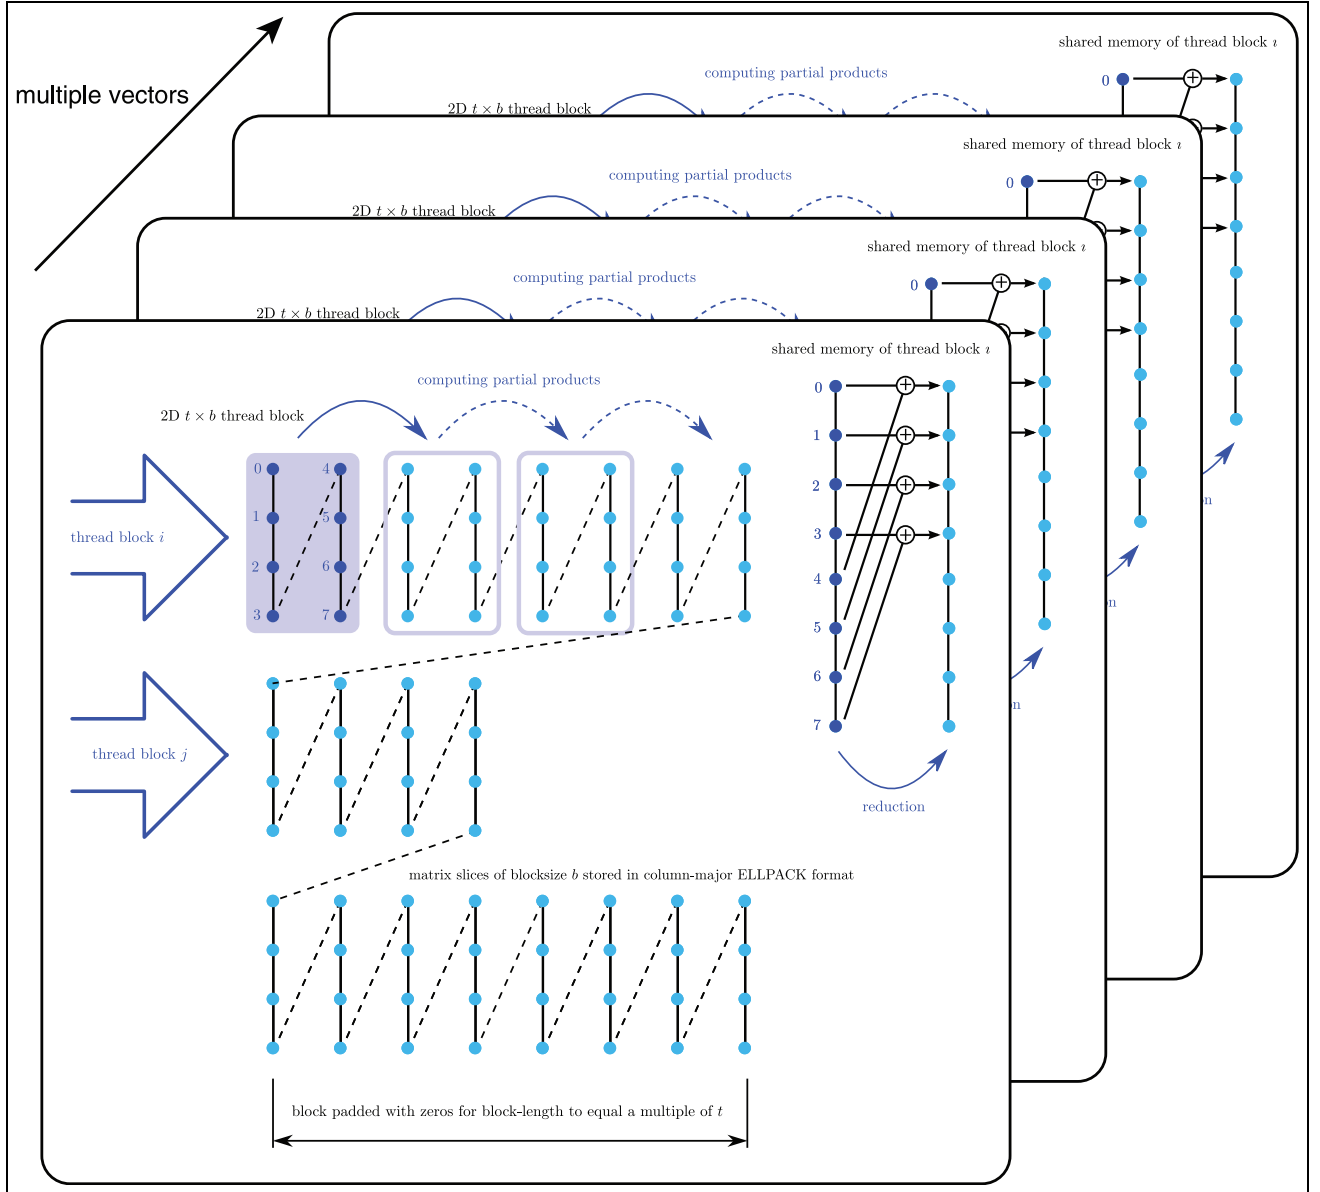 multiple vectors
shared memory of thread block ı
computing partial products
2D t × b thread block
0
shared memory of thread block ı
computing partial products
2D t × b thread block
0
shared memory of thread block ı
computing partial products
2D t × b thread block
0
shared memory of thread block ı
computing partial products
2D t × b thread block
thread block i
0 4
1 5
2 6
3 7
0
1
2
3
4
5
6
7
+
+
+
+
reduction
thread block j
matrix slices of blocksize b stored in column-major ELLPACK format
block padded with zeros for block-length to equal a multiple of t